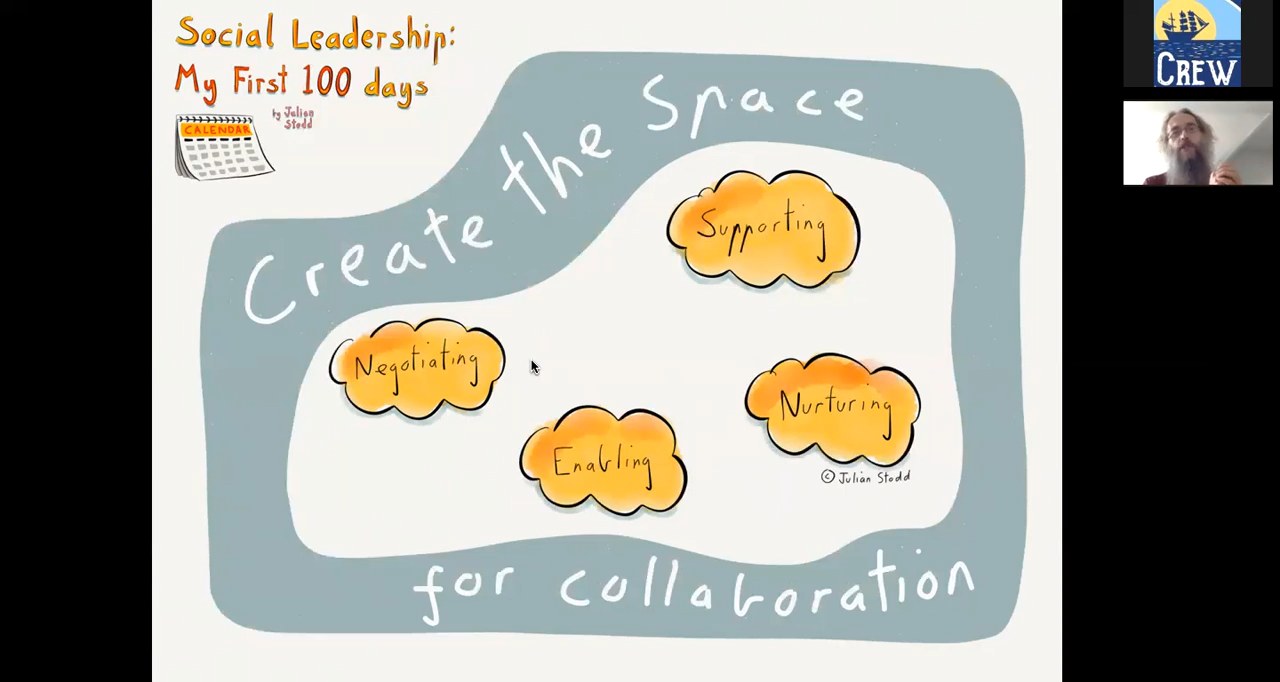 Social Leadership:
My First 100 days
by Julian
Stodd
CALENDAR
Create the Space
Supporting
Negotiating
Nurturing
Enabling
© Julian Stodd
for collaboration
CREW